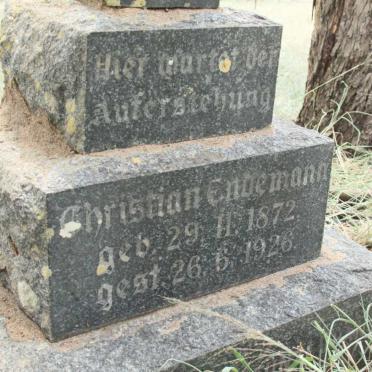 Hier wartet der
Auferstehung
Christian Endemann
geb. 29. 11. 1872
gest. 26. 6. 1926